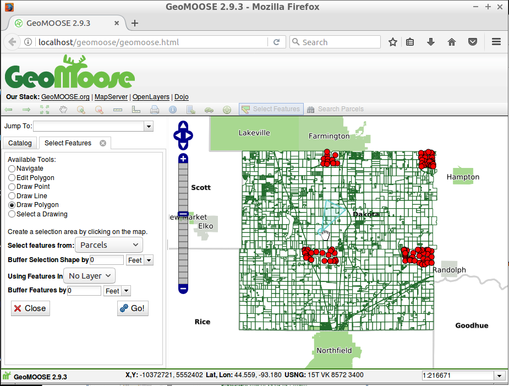 GeoMOOSE 2.9.3 - Mozilla Firefox
GeoMOOSE 2.9.3
localhost/geomoose/geomoose.html
Search
GeoMOOSE
Our Stack: GeoMOOSE.org | MapServer | OpenLayers | Dojo
Select Features
Search Parcels
Jump To:
Catalog
Select Features
Available Tools:
Navigate
Edit Polygon
Draw Point
Draw Line
Draw Polygon
Select a Drawing
Create a selection area by clicking on the map.
Select features from: Parcels
Buffer Selection Shape by 0 Feet
Using Features In No Layer
Buffer Features by 0 Feet
Close
Go!
Lakeville
Farmington
Hampton
Scott
Dakota
ew market
Elko
Randolph
Rice
Goodhue
Northfield
GeoMOOSE 2.9.3
X,Y: -10372721, 5552402 Lat, Lon: 44.559, -93.180 USNG: 15T VK 8572 3400
1:216671